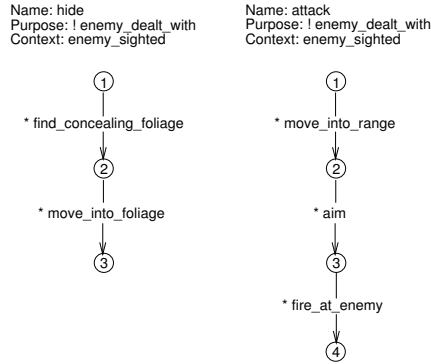 Name: hide
Purpose: ! enemy_dealt_with
Context: enemy_sighted
1
* find_concealing_foliage
2
* move_into_foliage
3
Name: attack
Purpose: ! enemy_dealt_with
Context: enemy_sighted
1
* move_into_range
2
* aim
3
* fire_at_enemy
4